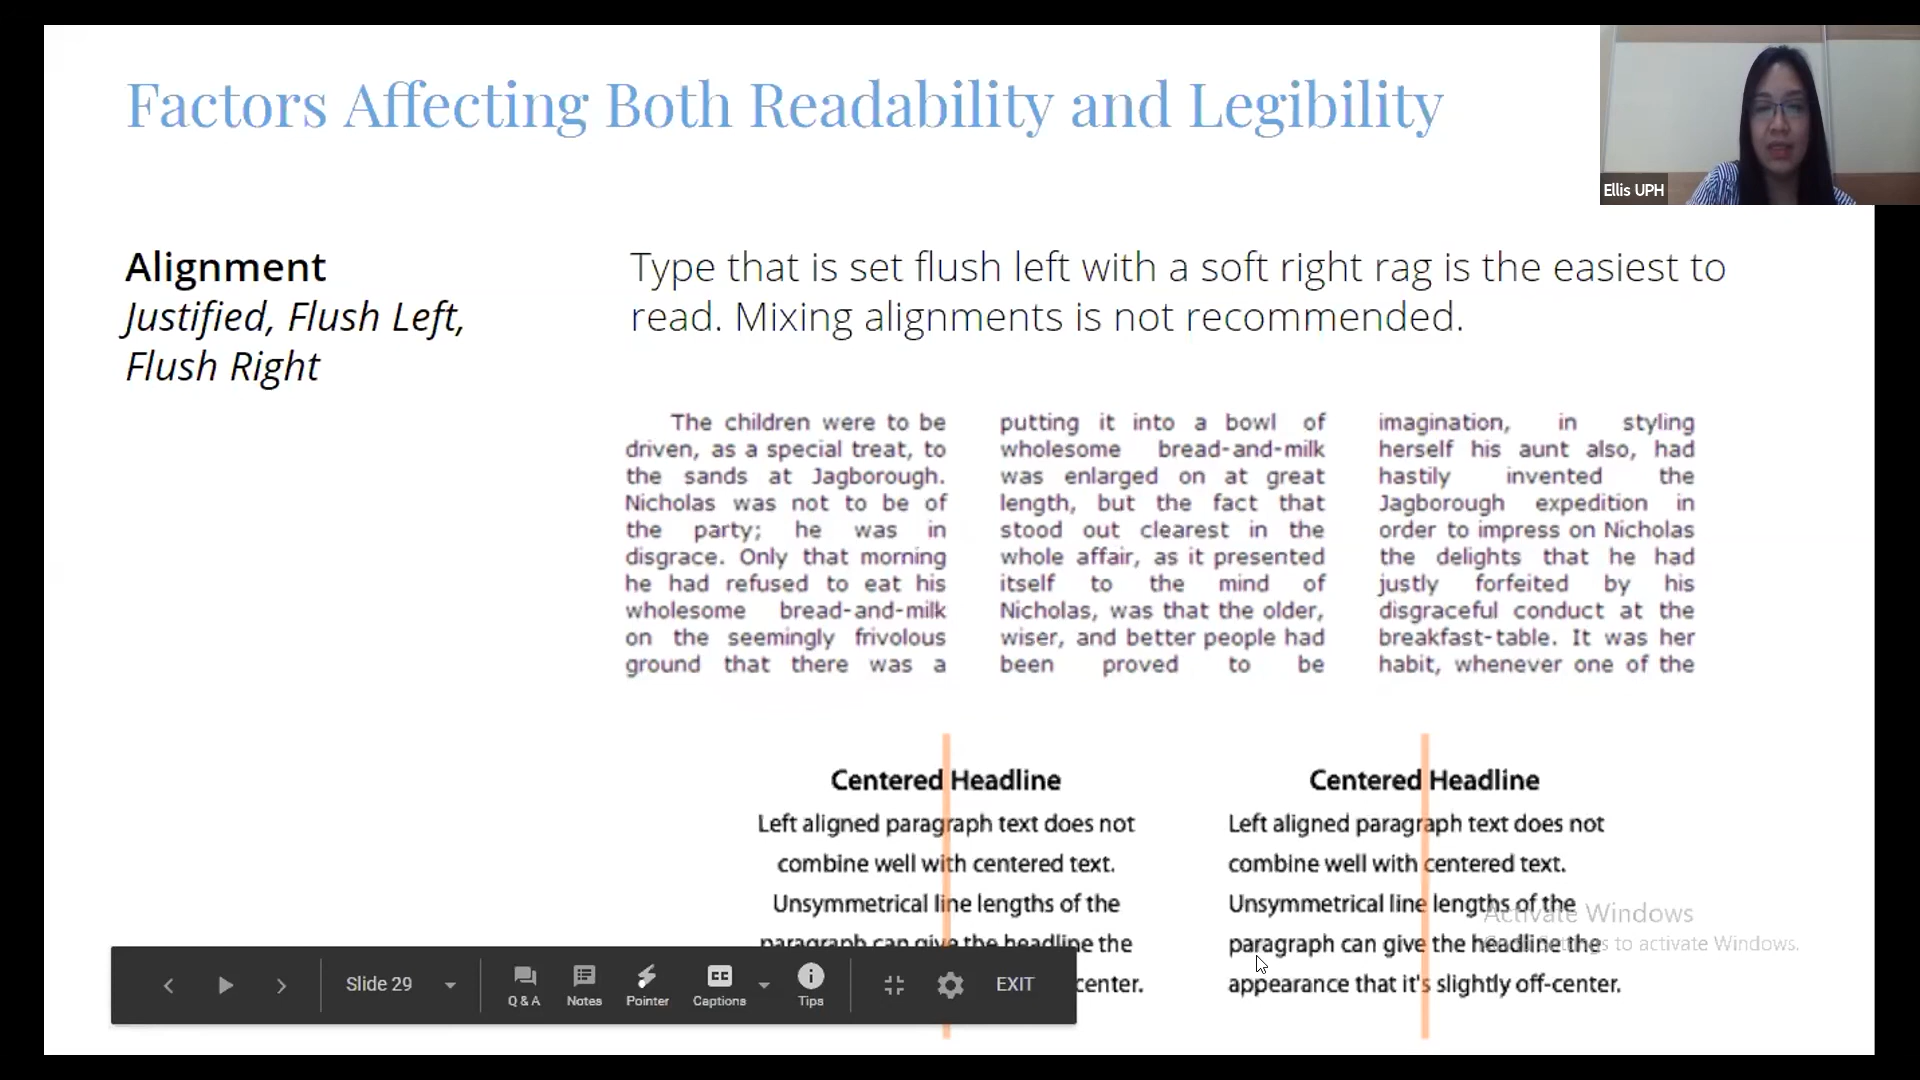 Factors Affecting Both Readability and Legibility
Ellis UPH
Alignment
Justified, Flush Left,
Flush Right
Type that is set flush left with a soft right rag is the easiest to
read. Mixing alignments is not recommended.
The children were to be
driven, as a special treat, to
the sands at Jagborough.
Nicholas was not to be of
the party; he was in
disgrace. Only that morning
he had refused to eat his
wholesome bread-and-milk
on the seemingly frivolous
ground that there was a
putting it into a bowl of
wholesome bread-and-milk
was enlarged on at great
length, but the fact that
stood out clearest in the
whole affair, as it presented
itself to the mind of
Nicholas, was that the older,
wiser, and better people had
been proved to be
imagination, in styling
herself his aunt also, had
hastily invented the
Jagborough expedition in
order to impress on Nicholas
the delights that he had
justly forfeited by his
disgraceful conduct at the
breakfast-table. It was her
habit, whenever one of the
Centered Headline
Left aligned paragraph text does not
combine well with centered text.
Unsymmetrical line lengths of the
paragraph can give the headline the
center.
Centered Headline
Left aligned paragraph text does not
combine well with centered text.
Unsymmetrical line lengths of the
paragraph can give the headline the
appearance that it's slightly off-center.
Activate Windows
to activate Windows.
Slide 29
Q & A
Notes
Pointer
CC
Captions
Tips
EXIT